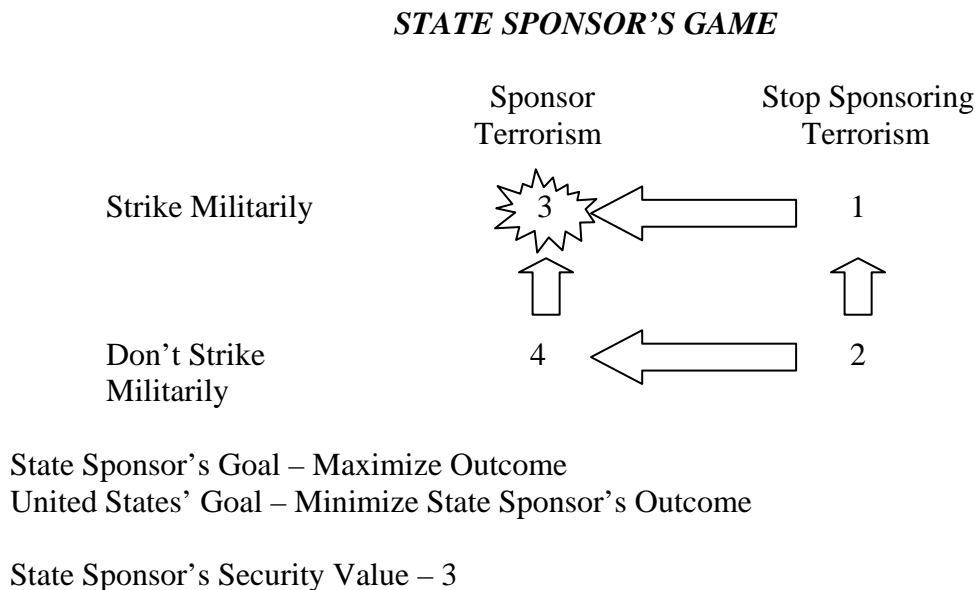 STATE SPONSOR’S GAME
Sponsor Terrorism
Stop Sponsoring Terrorism
Strike Militarily
3
1
Don’t Strike Militarily
4
2
State Sponsor’s Goal – Maximize Outcome
United States’ Goal – Minimize State Sponsor’s Outcome
State Sponsor’s Security Value – 3